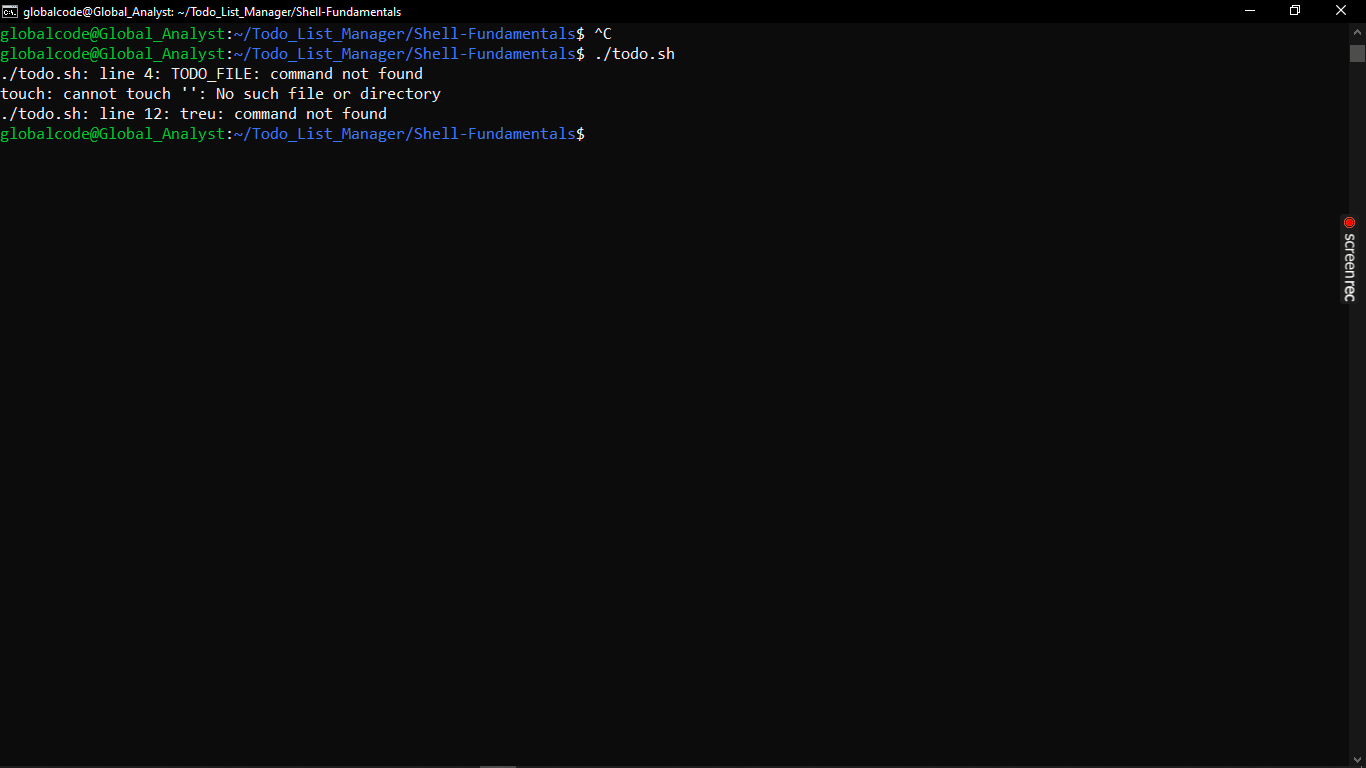 globalcode@Global_Analyst: ~/Todo_List_Manager/Shell-Fundamentals
globalcode@Global_Analyst:~/Todo_List_Manager/Shell-Fundamentals$ ^C
globalcode@Global_Analyst:~/Todo_List_Manager/Shell-Fundamentals$ ./todo.sh
./todo.sh: line 4: TODO_FILE: command not found
touch: cannot touch '': No such file or directory
./todo.sh: line 12: treu: command not found
globalcode@Global_Analyst:~/Todo_List_Manager/Shell-Fundamentals$
screenrec